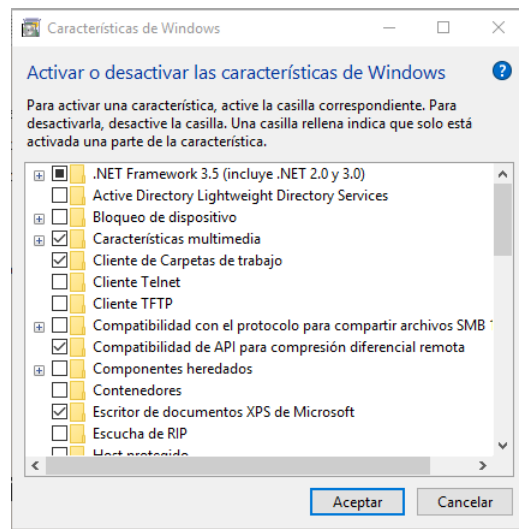 Características de Windows
Activar o desactivar las características de Windows
Para activar una característica, active la casilla correspondiente. Para
desactivarla, desactive la casilla. Una casilla rellena indica que solo está
activada una parte de la característica.
.NET Framework 3.5 (incluye .NET 2.0 y 3.0)
Active Directory Lightweight Directory Services
Bloqueo de dispositivo
Características multimedia
Cliente de Carpetas de trabajo
Cliente Telnet
Cliente TFTP
Compatibilidad con el protocolo para compartir archivos SMB
Compatibilidad de API para compresión diferencial remota
Componentes heredados
Contenedores
Escritor de documentos XPS de Microsoft
Escucha de RIP
Host protegido
Aceptar
Cancelar